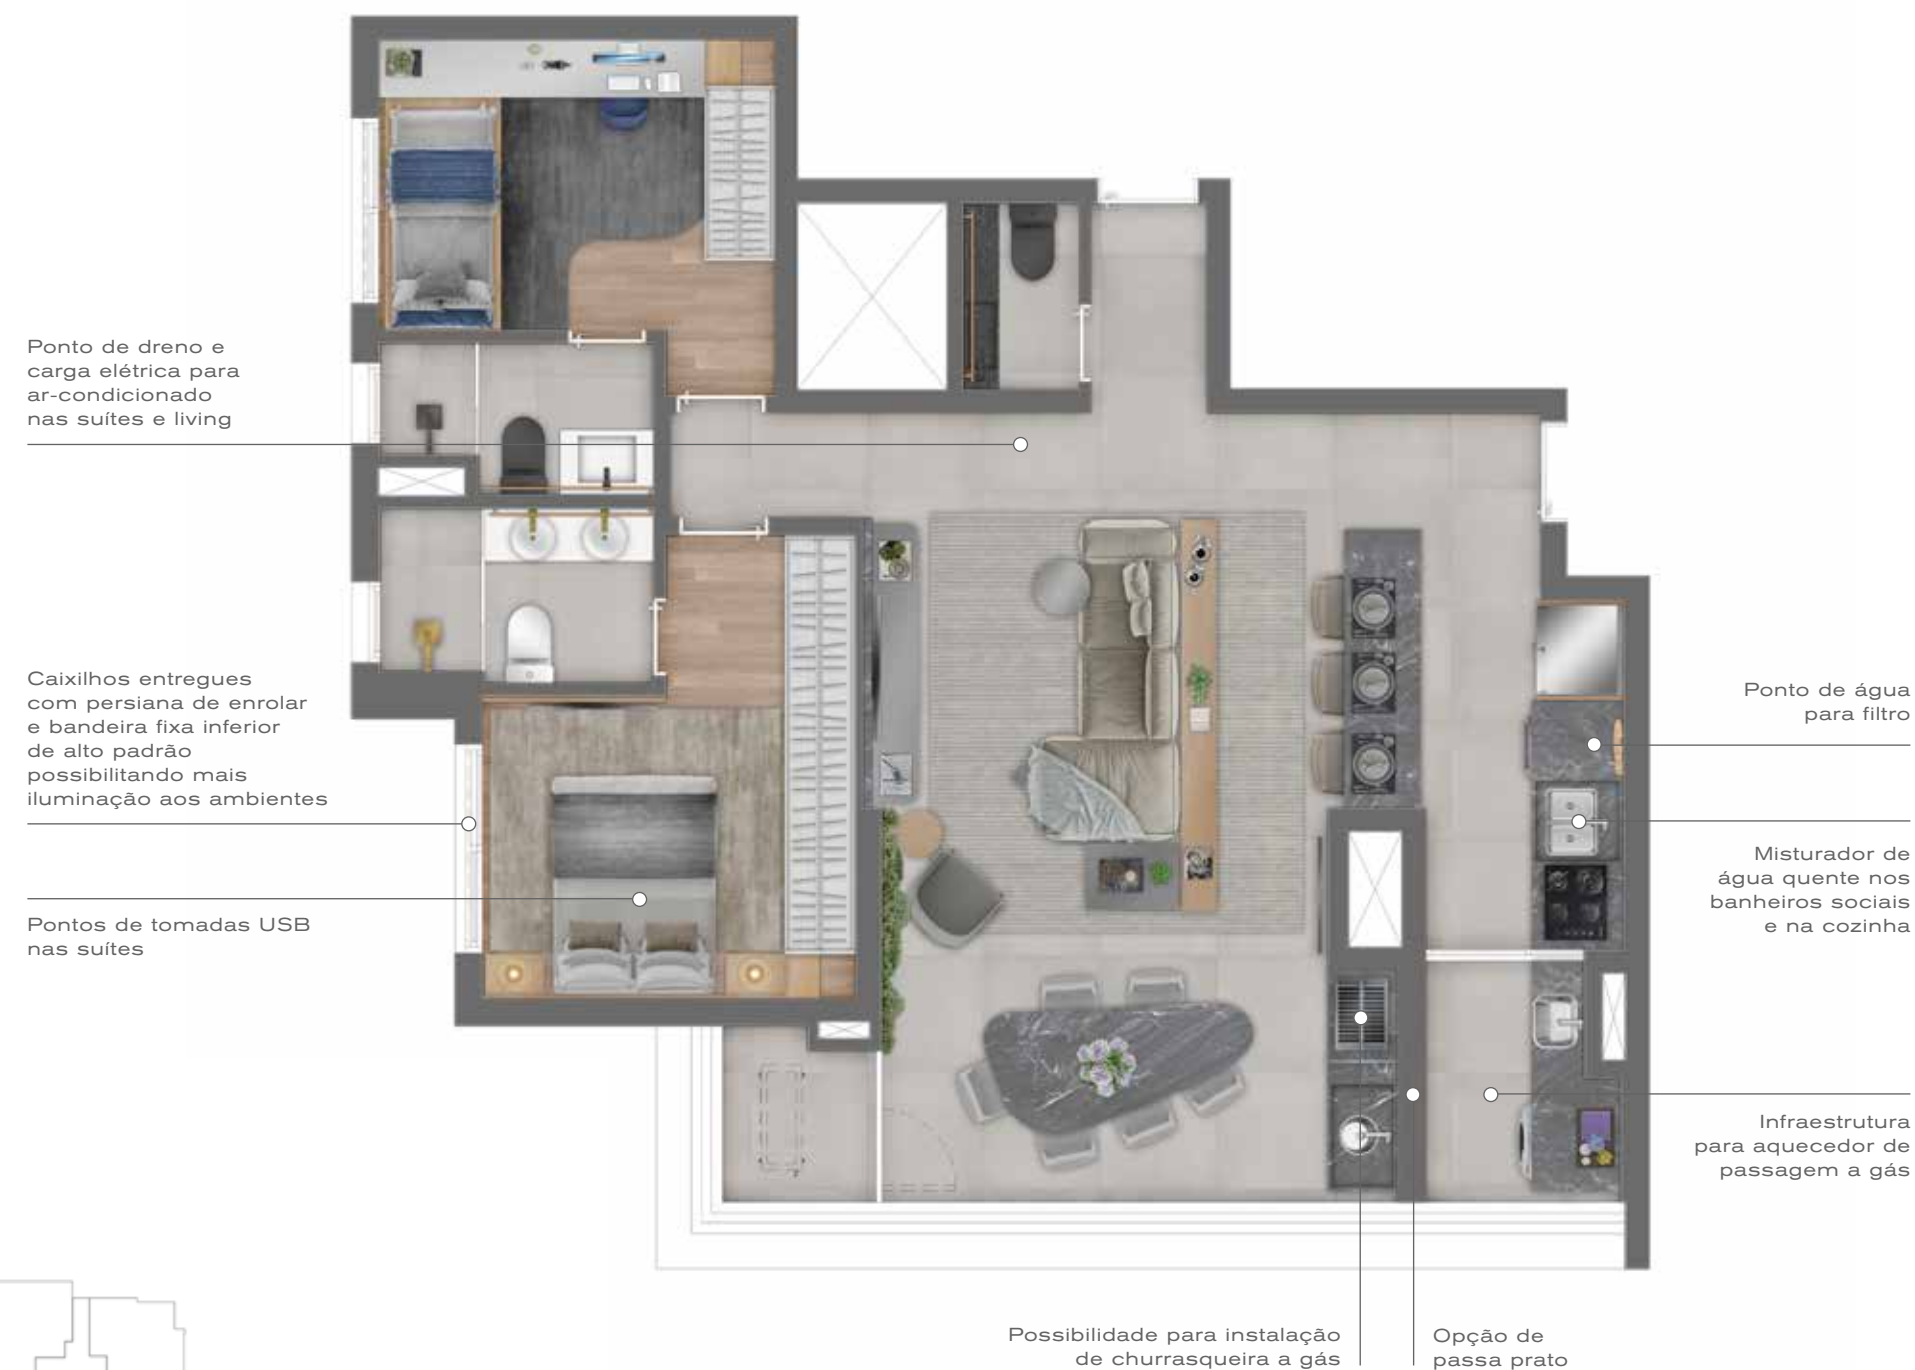 Ponto de dreno e
carga elétrica para
ar-condicionado
nas suítes e living
Caixilhos entregues
com persiana de enrolar
e bandeira fixa inferior
de alto padrão
possibilitando mais
iluminação aos ambientes
Pontos de tomadas USB
nas suítes
Ponto de água
para filtro
Misturador de
água quente nos
banheiros sociais
e na cozinha
Infraestrutura
para aquecedor de
passagem a gás
Possibilidade para instalação
de churrasqueira a gás
Opção de
passa prato